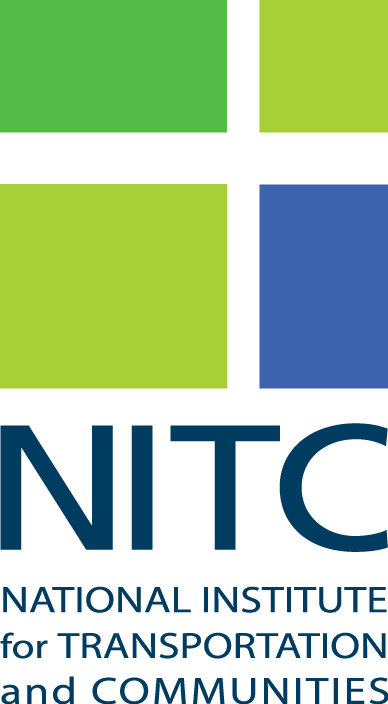 NITC
NATIONAL INSTITUTE
for TRANSPORTATION
and COMMUNITIES